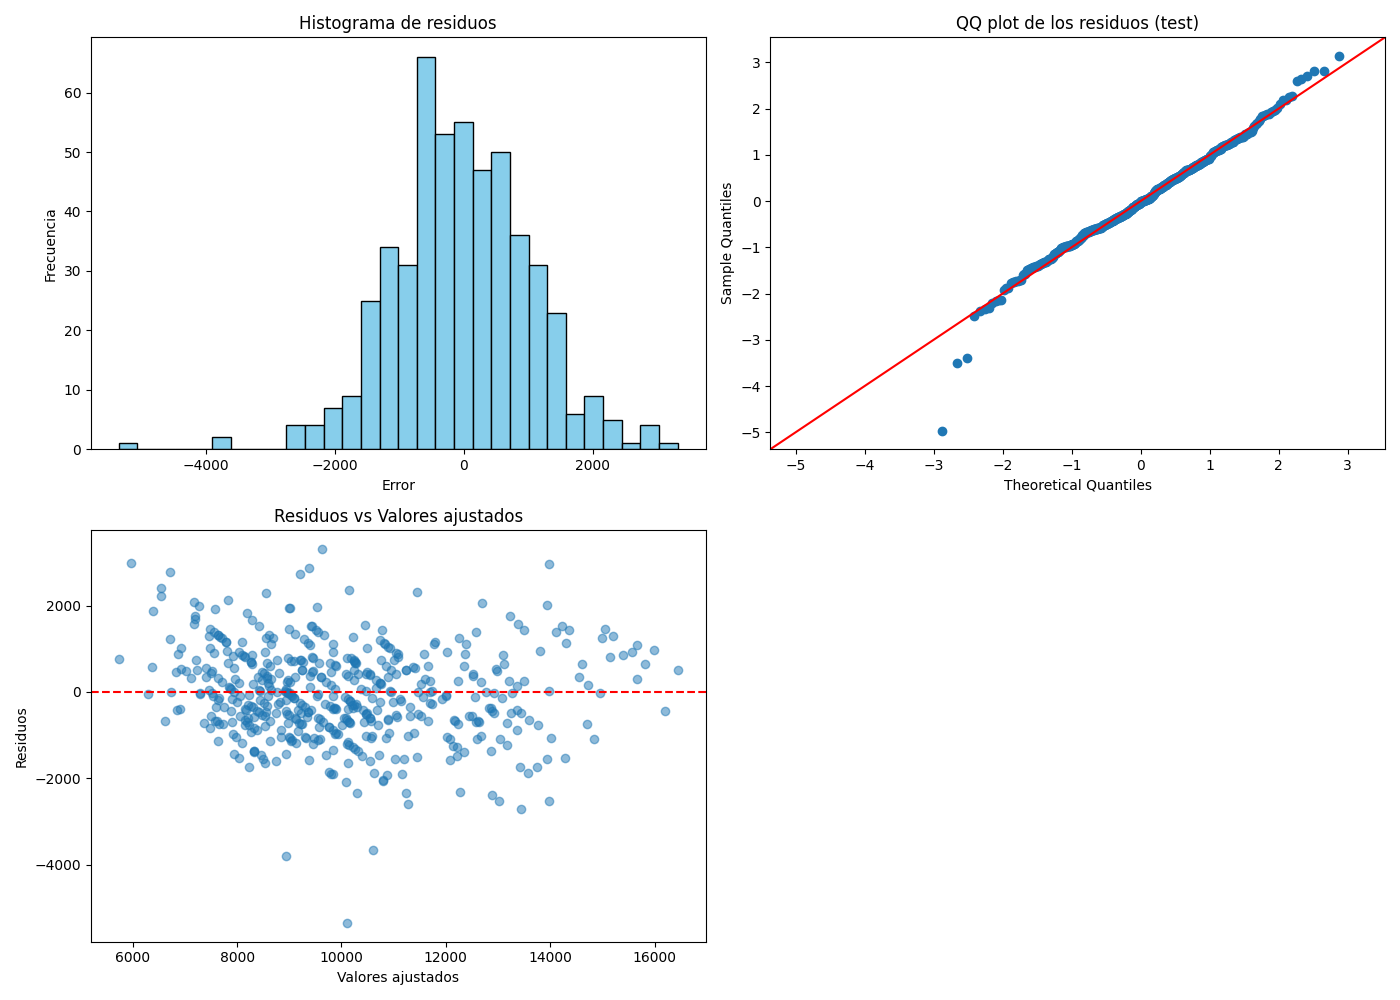 Histograma de residuos
60
50
40
30
20
10
0
Frecuencia
−4000 −2000 0 2000
Error
QQ plot de los residuos (test)
3
2
1
0
−1
−2
−3
−4
−5
Sample Quantiles
−5 −4 −3 −2 −1 0 1 2 3
Theoretical Quantiles
Residuos vs Valores ajustados
2000
0
−2000
−4000
Residuos
6000 8000 10000 12000 14000 16000
Valores ajustados